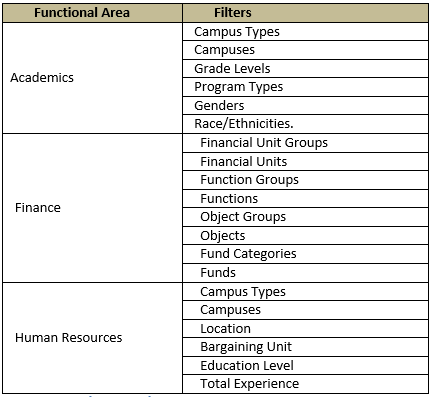 Functional Area Filters
Academics
Campus Types
Campuses
Grade Levels
Program Types
Genders
Race/Ethnicities.
Finance
Financial Unit Groups
Financial Units
Function Groups
Functions
Object Groups
Objects
Fund Categories
Funds
Human Resources
Campus Types
Campuses
Location
Bargaining Unit
Education Level
Total Experience